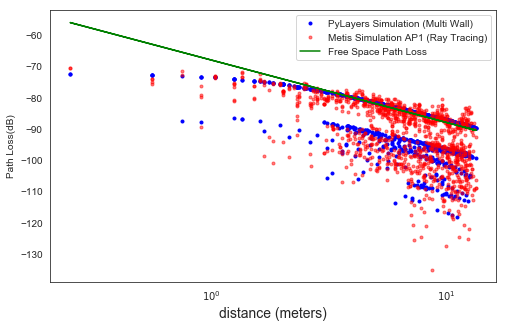 PyLayers Simulation (Multi Wall)
Metis Simulation AP1 (Ray Tracing)
Free Space Path Loss
Path Loss(dB)
−60
−70
−80
−90
−100
−110
−120
−130
10⁰ 10¹
distance (meters)